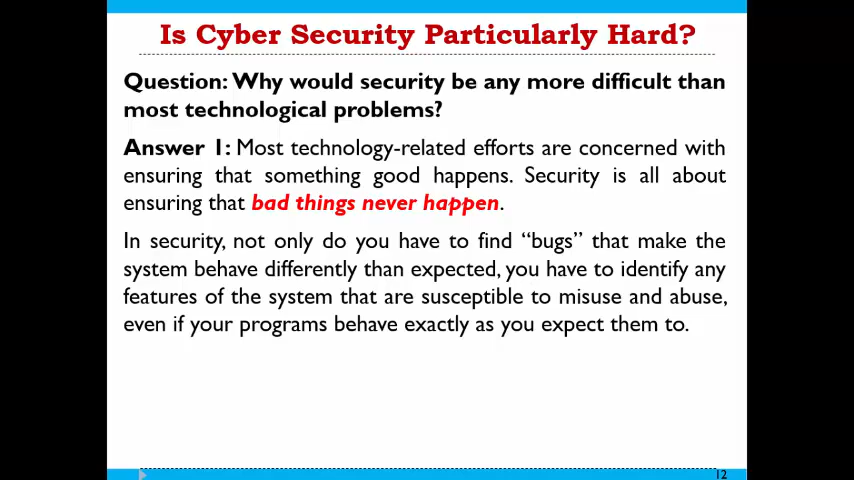 Is Cyber Security Particularly Hard?
Question: Why would security be any more difficult than
most technological problems?
Answer 1: Most technology-related efforts are concerned with
ensuring that something good happens. Security is all about
ensuring that bad things never happen.
In security, not only do you have to find “bugs” that make the
system behave differently than expected, you have to identify any
features of the system that are susceptible to misuse and abuse,
even if your programs behave exactly as you expect them to.
12